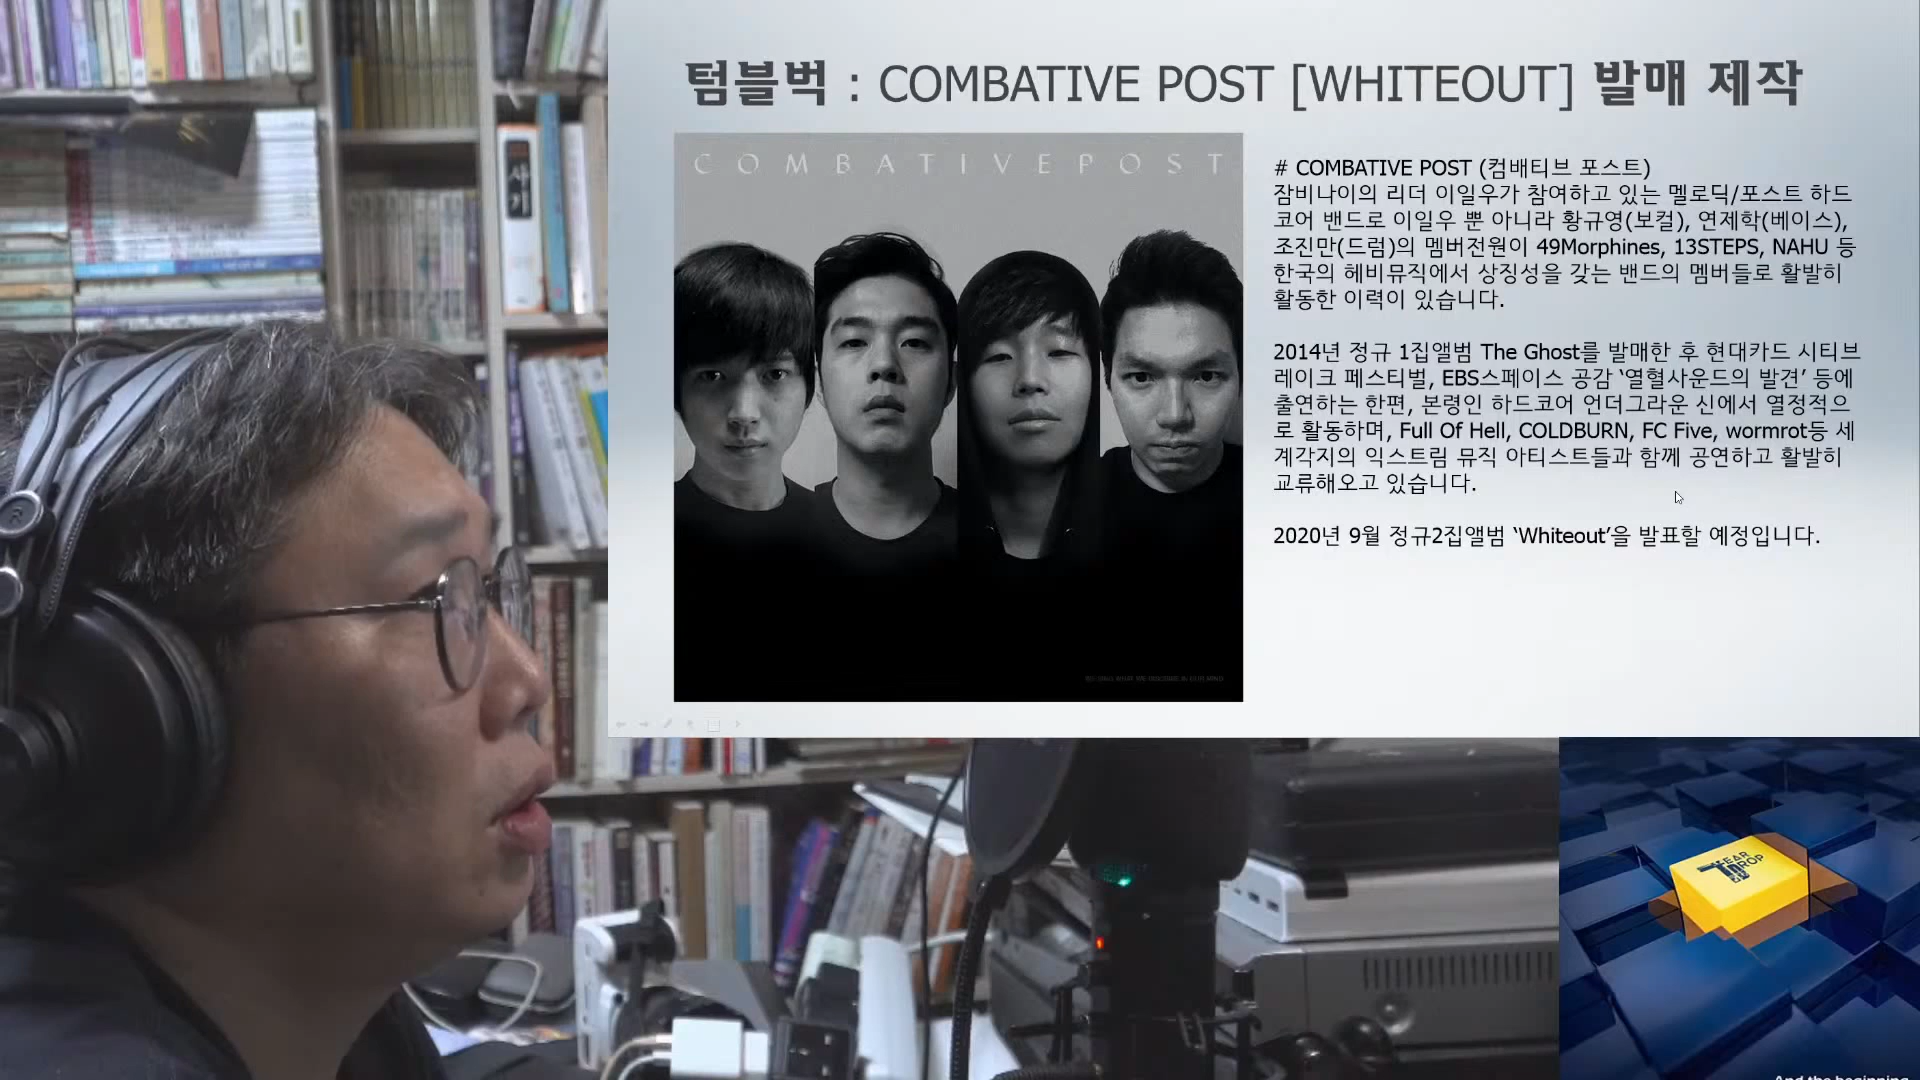 텀블벅 : COMBATIVE POST [WHITEOUT] 발매 제작
COMBATIVEPOST
# COMBATIVE POST (컴배티브 포스트)
잠비나이의 리더 이일우가 참여하고 있는 멜로딕/포스트 하드
코어 밴드로 이일우 뿐 아니라 황규영(보컬), 연제학(베이스),
조진만(드럼)의 멤버전원이 49Morphines, 13STEPS, NAHU 등
한국의 헤비뮤직에서 상징성을 갖는 밴드의 멤버들로 활발히
활동한 이력이 있습니다.
2014년 정규 1집앨범 The Ghost를 발매한 후 현대카드 시티브
레이크 페스티벌, EBS스페이스 공감 ‘열혈사운드의 발견’ 등에
출연하는 한편, 본령인 하드코어 언더그라운 신에서 열정적으
로 활동하며, Full Of Hell, COLDBURN, FC Five, wormrot등 세
계각지의 익스트림 뮤직 아티스트들과 함께 공연하고 활발히
교류해오고 있습니다.
2020년 9월 정규2집앨범 ‘Whiteout’을 발표할 예정입니다.
사기
TEAR
DROP
And the beginning